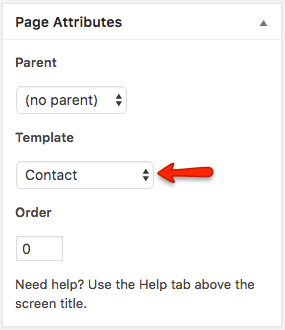 Page Attributes
Parent
(no parent)
Template
Contact
Order
0
Need help? Use the Help tab above the
screen title.